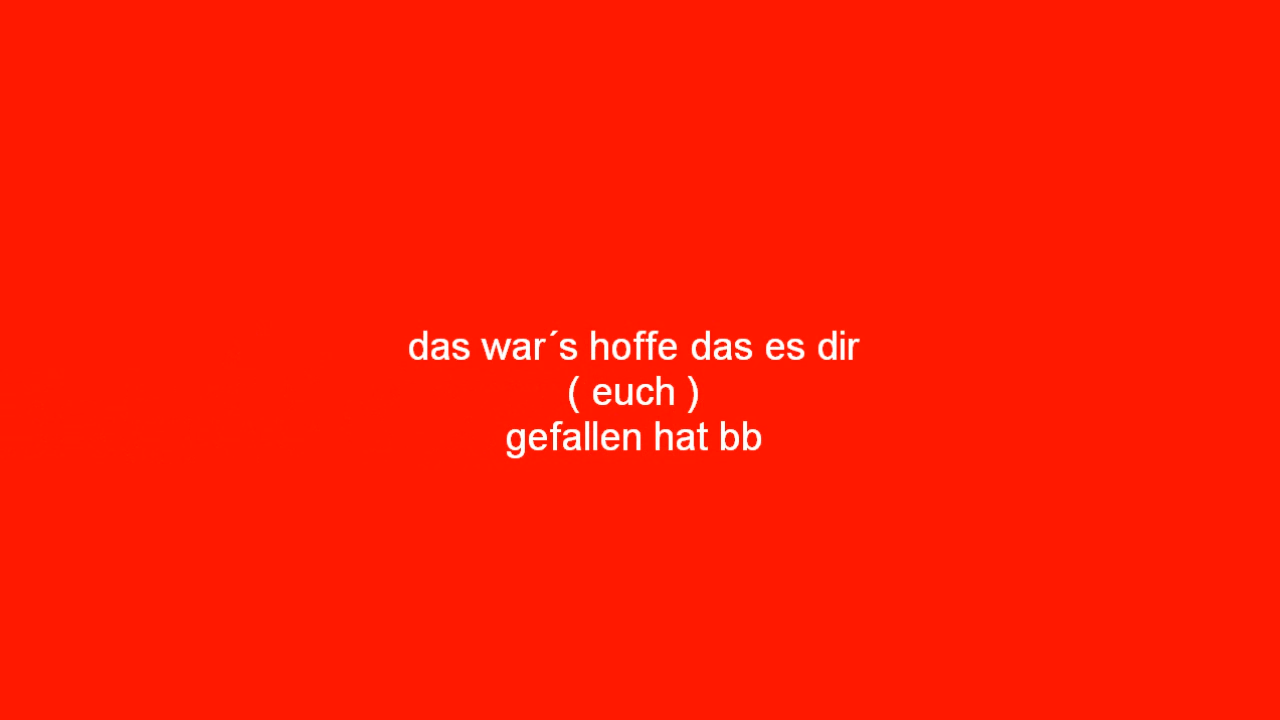 das war´s hoffe das es dir
( euch )
gefallen hat bb